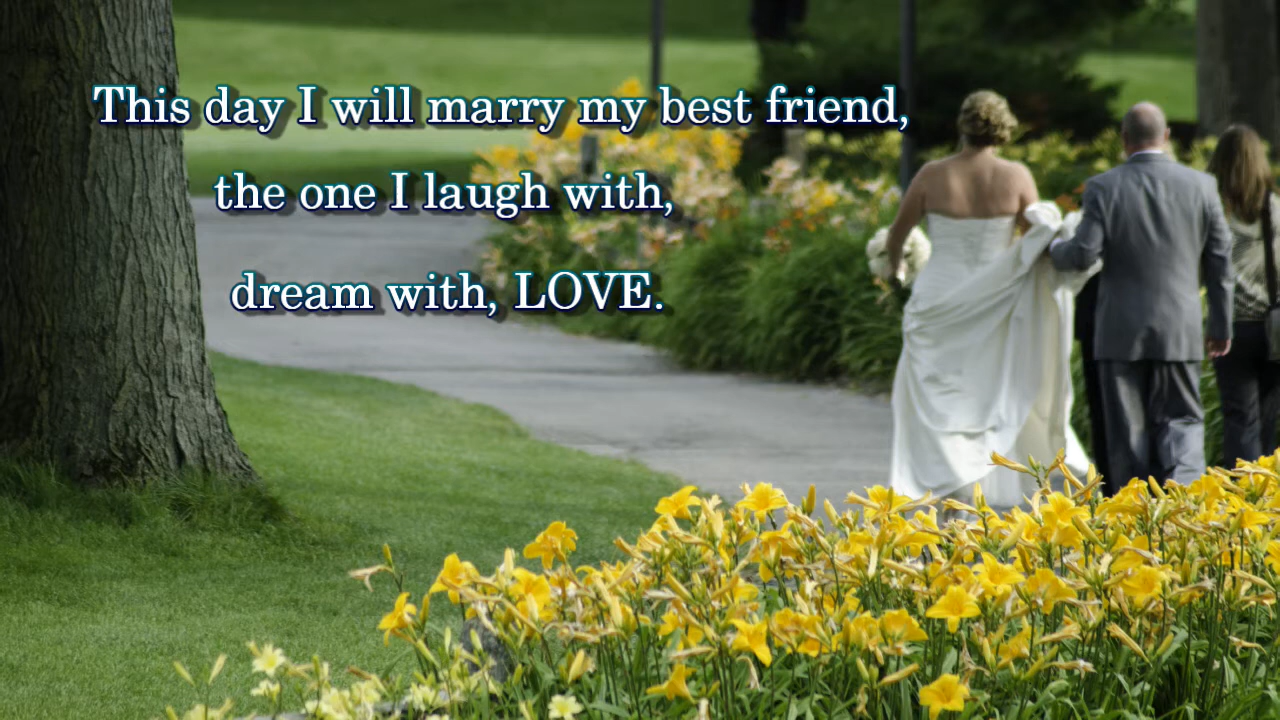 This day I will marry my best friend,
the one I laugh with,
dream with, LOVE.